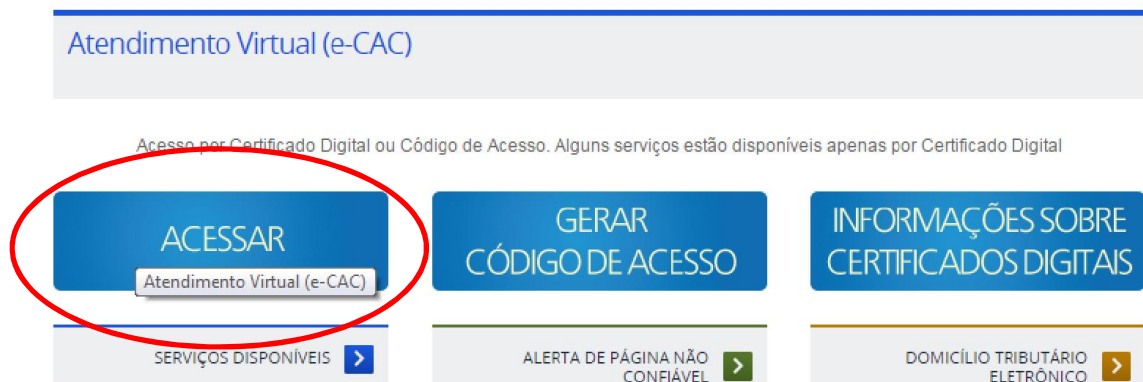 Atendimento Virtual (e-CAC)
Acesso por Certificado Digital ou Código de Acesso. Alguns serviços estão disponíveis apenas por Certificado Digital
ACESSAR
Atendimento Virtual (e-CAC)
GERAR
CÓDIGO DE ACESSO
INFORMAÇÕES SOBRE
CERTIFICADOS DIGITAIS
SERVIÇOS DISPONÍVEIS
ALERTA DE PÁGINA NÃO
CONFIÁVEL
DOMICÍLIO TRIBUTÁRIO
ELETRÔNICO